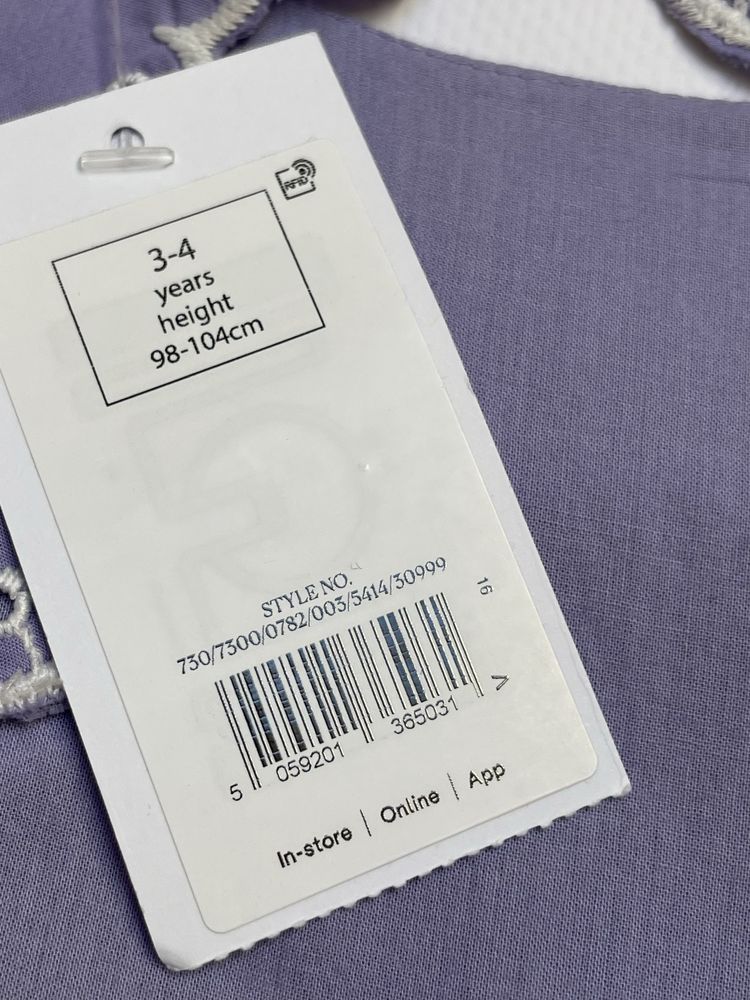 RFID
3-4
years
height
98-104cm
STYLE NO.
730/7300/0782/003/5414/30999
16
5 059201 365031 >
In-store | Online | App